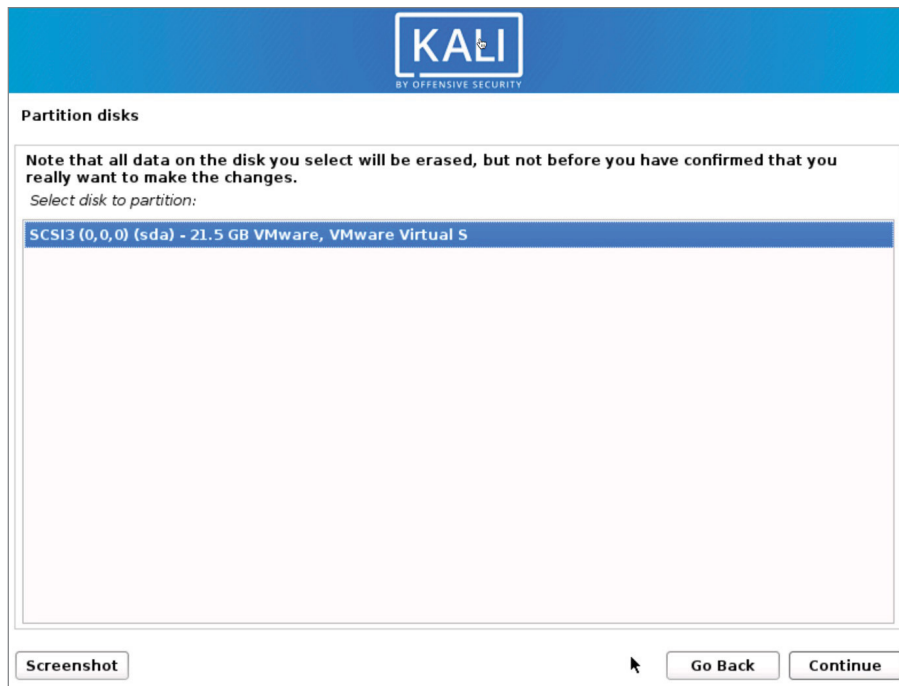 KALI
BY OFFENSIVE SECURITY
Partition disks
Note that all data on the disk you select will be erased, but not before you have confirmed that you
really want to make the changes.
Select disk to partition:
SCSI3 (0,0,0) (sda) - 21.5 GB VMware, VMware Virtual S
Screenshot
Go Back
Continue